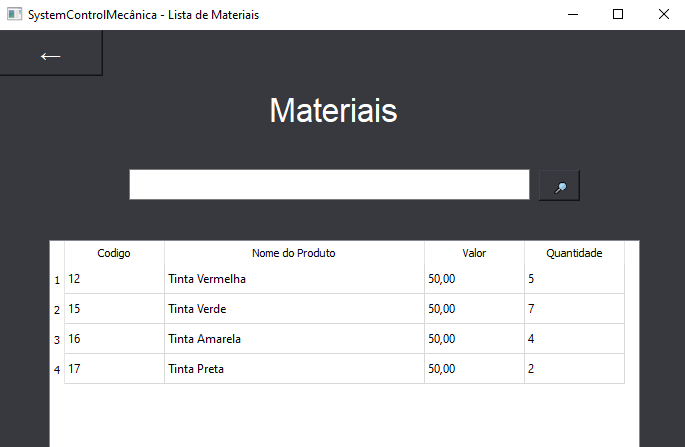 SystemControlMecânica - Lista de Materiais
←
Materiais
Codigo Nome do Produto Valor Quantidade
1 12 Tinta Vermelha 50,00 5
2 15 Tinta Verde 50,00 7
3 16 Tinta Amarela 50,00 4
4 17 Tinta Preta 50,00 2